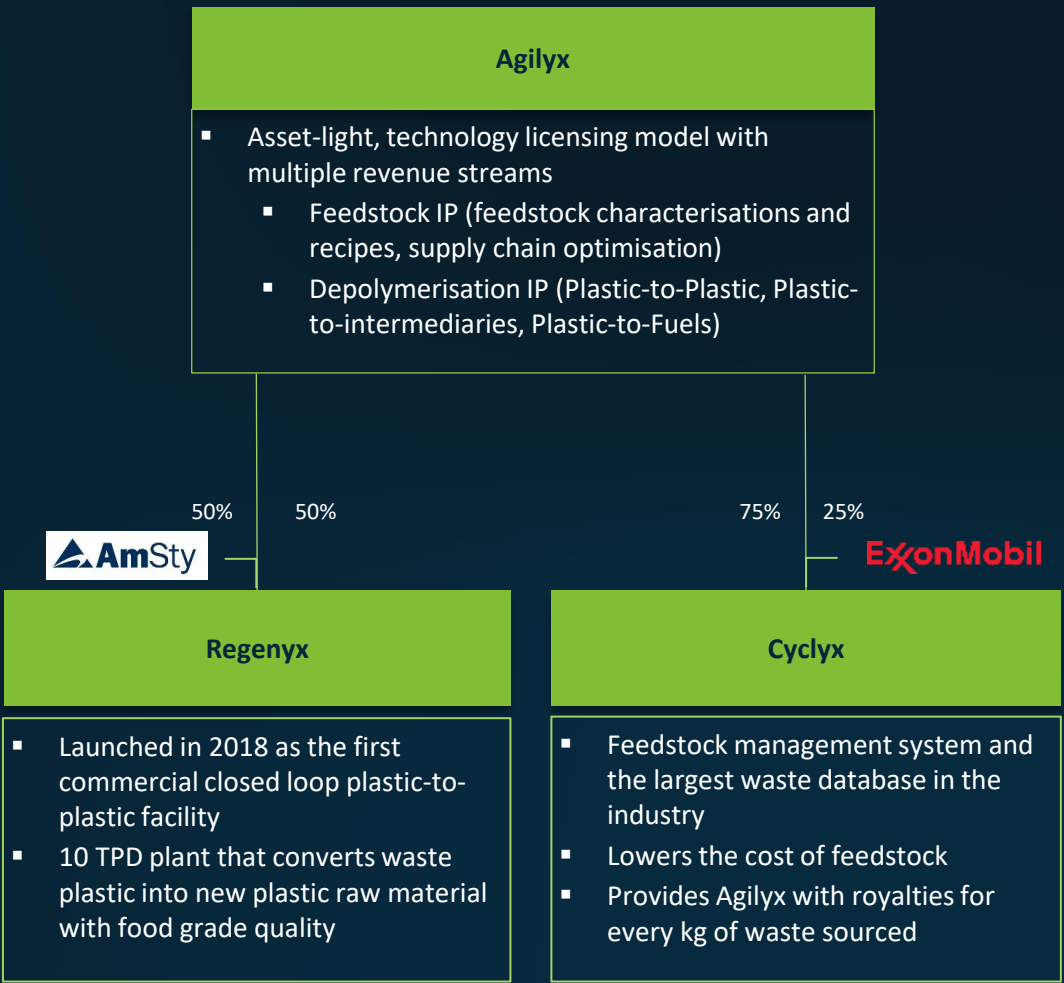 Agilyx
▪ Asset-light, technology licensing model with
multiple revenue streams
▪ Feedstock IP (feedstock characterisations and
recipes, supply chain optimisation)
▪ Depolymerisation IP (Plastic-to-Plastic, Plastic-
to-intermediaries, Plastic-to-Fuels)
50% 50%
75% 25%
AmSty
ExxonMobil
Regenyx
▪ Launched in 2018 as the first
commercial closed loop plastic-to-
plastic facility
▪ 10 TPD plant that converts waste
plastic into new plastic raw material
with food grade quality
Cyclyx
▪ Feedstock management system and
the largest waste database in the
industry
▪ Lowers the cost of feedstock
▪ Provides Agilyx with royalties for
every kg of waste sourced